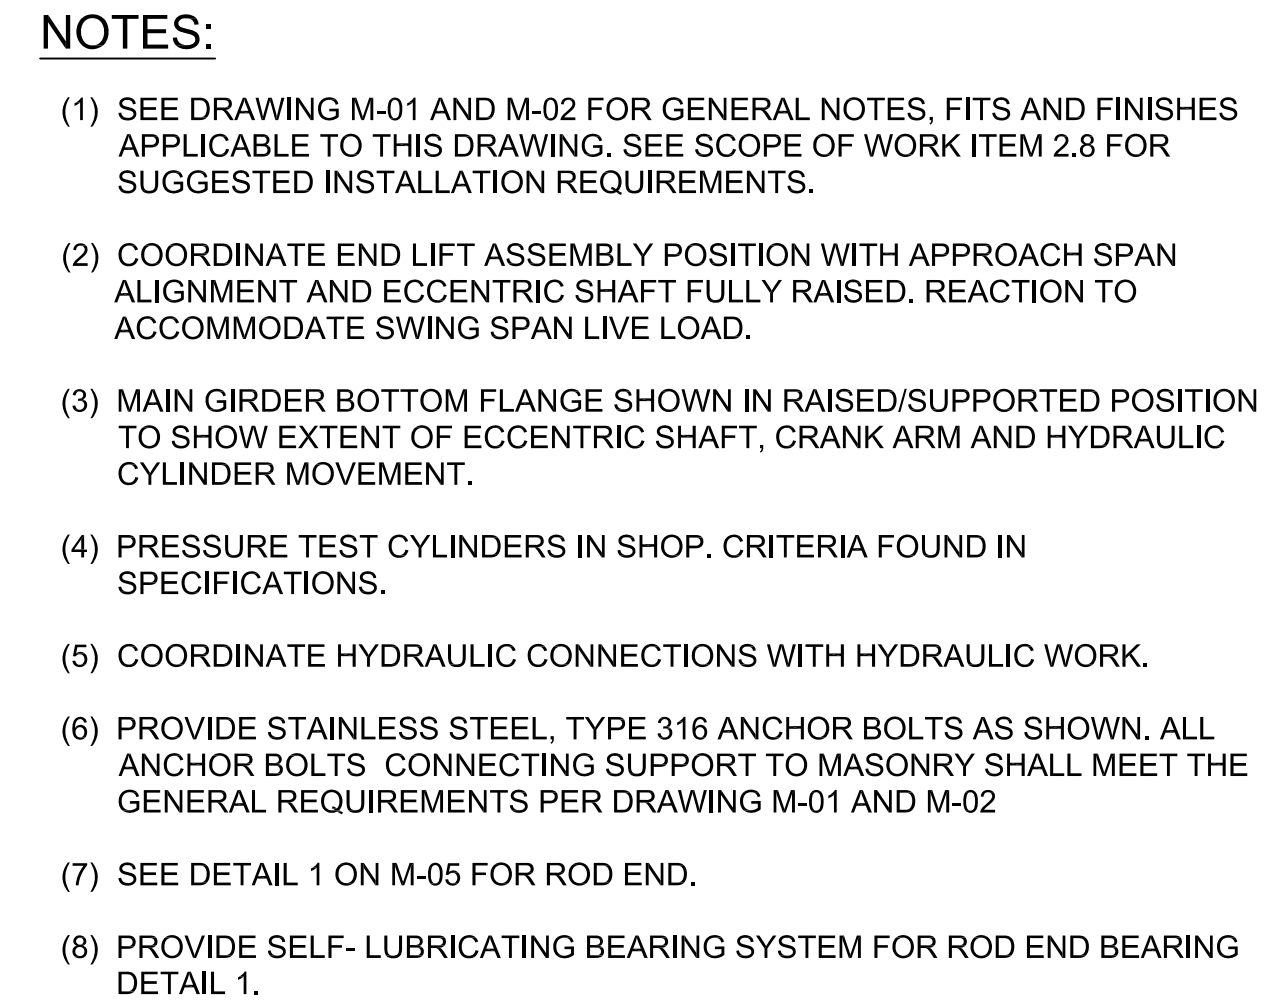 NOTES:
(1) SEE DRAWING M-01 AND M-02 FOR GENERAL NOTES, FITS AND FINISHES
APPLICABLE TO THIS DRAWING. SEE SCOPE OF WORK ITEM 2.8 FOR
SUGGESTED INSTALLATION REQUIREMENTS.
(2) COORDINATE END LIFT ASSEMBLY POSITION WITH APPROACH SPAN
ALIGNMENT AND ECCENTRIC SHAFT FULLY RAISED. REACTION TO
ACCOMMODATE SWING SPAN LIVE LOAD.
(3) MAIN GIRDER BOTTOM FLANGE SHOWN IN RAISED/SUPPORTED POSITION
TO SHOW EXTENT OF ECCENTRIC SHAFT, CRANK ARM AND HYDRAULIC
CYLINDER MOVEMENT.
(4) PRESSURE TEST CYLINDERS IN SHOP. CRITERIA FOUND IN
SPECIFICATIONS.
(5) COORDINATE HYDRAULIC CONNECTIONS WITH HYDRAULIC WORK.
(6) PROVIDE STAINLESS STEEL, TYPE 316 ANCHOR BOLTS AS SHOWN. ALL
ANCHOR BOLTS  CONNECTING SUPPORT TO MASONRY SHALL MEET THE
GENERAL REQUIREMENTS PER DRAWING M-01 AND M-02
(7) SEE DETAIL 1 ON M-05 FOR ROD END.
(8) PROVIDE SELF- LUBRICATING BEARING SYSTEM FOR ROD END BEARING
DETAIL 1.